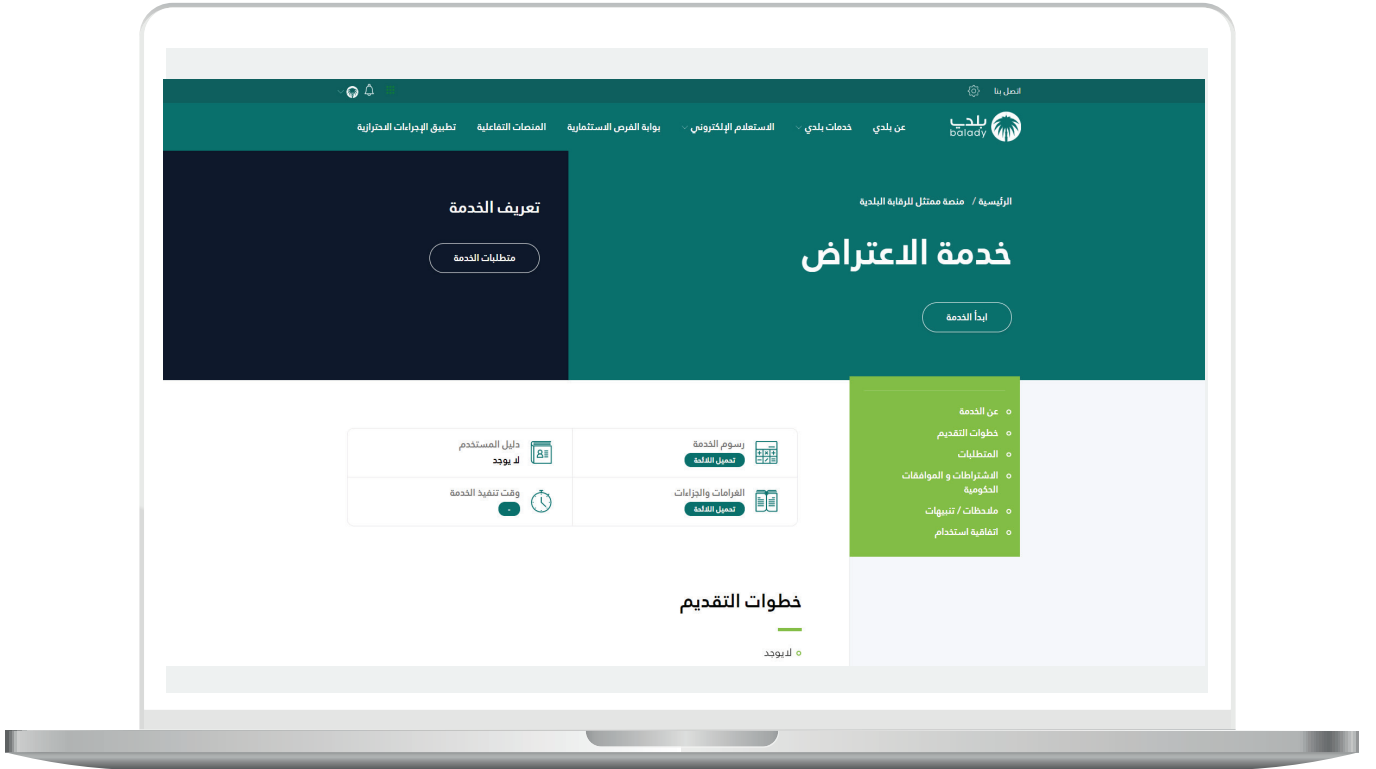 اتصل بنا
بلدي
balady
عن بلدي
خدمات بلدي
الاستعلام الإلكتروني
بوابة الفرص الاستثمارية
المنصات التفاعلية
تطبيق الإجراءات الاحترازية
الرئيسية / منصة ممتثل للرقابة البلدية
خدمة الاعتراض
ابدأ الخدمة
تعريف الخدمة
متطلبات الخدمة
عن الخدمة
خطوات التقديم
المتطلبات
الاشتراطات و الموافقات
الحكومية
ملاحظات / تنبيهات
اتفاقية استخدام
رسوم الخدمة
تحميل اللائحة
دليل المستخدم
لا يوجد
الغرامات والجزاءات
تحميل اللائحة
وقت تنفيذ الخدمة
-
خطوات التقديم
لايوجد